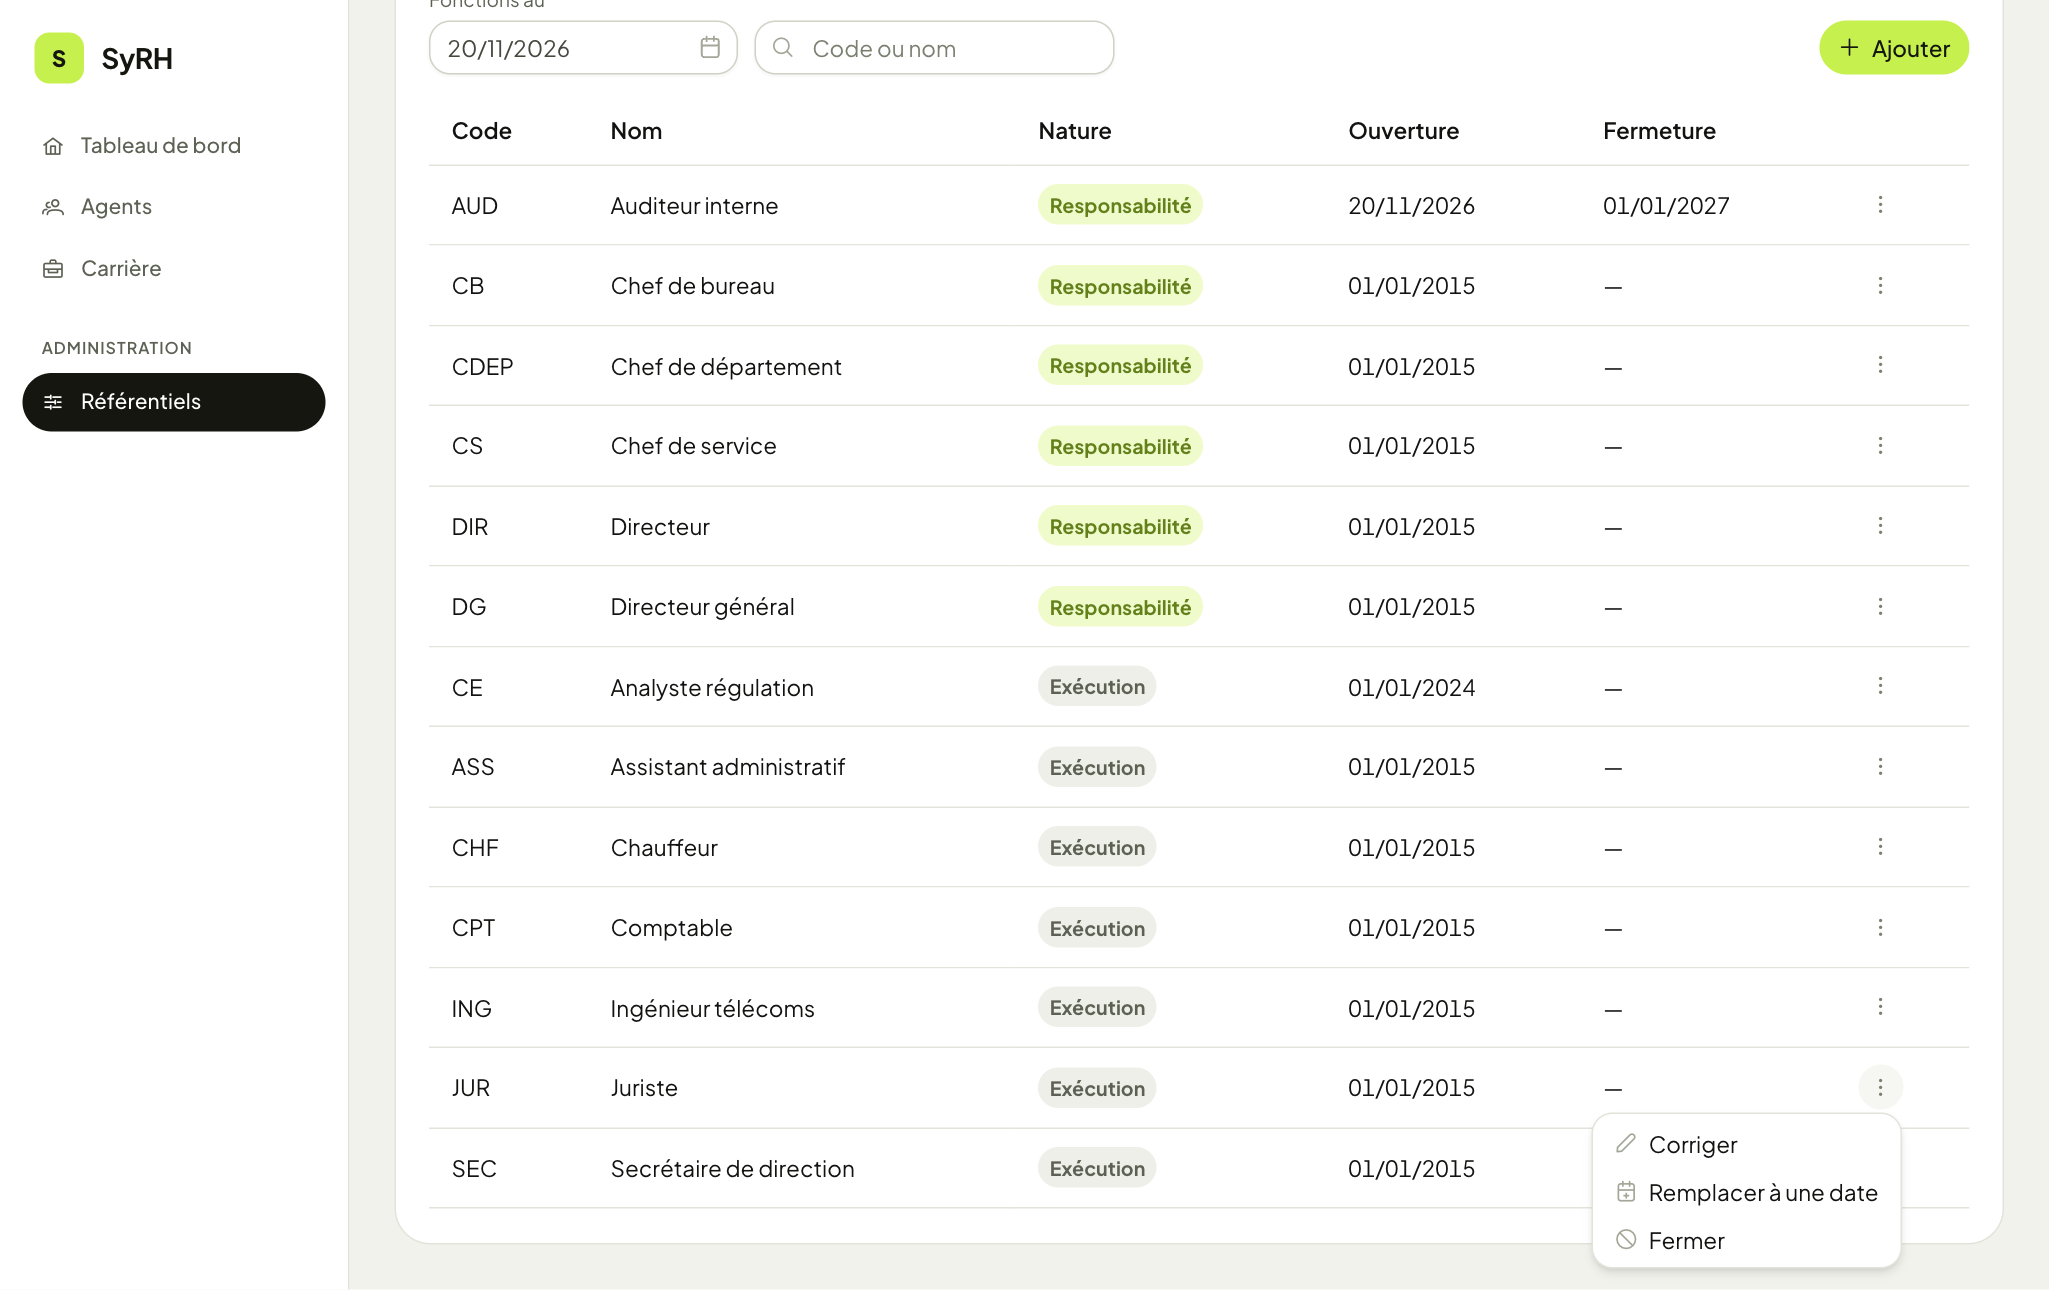 S SyRH
Tableau de bord
Agents
Carrière
ADMINISTRATION
Référentiels
Fonctions au
20/11/2026 Code ou nom + Ajouter
Code Nom Nature Ouverture Fermeture
AUD Auditeur interne Responsabilité 20/11/2026 01/01/2027
CB Chef de bureau Responsabilité 01/01/2015 —
CDEP Chef de département Responsabilité 01/01/2015 —
CS Chef de service Responsabilité 01/01/2015 —
DIR Directeur Responsabilité 01/01/2015 —
DG Directeur général Responsabilité 01/01/2015 —
CE Analyste régulation Exécution 01/01/2024 —
ASS Assistant administratif Exécution 01/01/2015 —
CHF Chauffeur Exécution 01/01/2015 —
CPT Comptable Exécution 01/01/2015 —
ING Ingénieur télécoms Exécution 01/01/2015 —
JUR Juriste Exécution 01/01/2015 —
SEC Secrétaire de direction Exécution 01/01/2015
Corriger
Remplacer à une date
Fermer